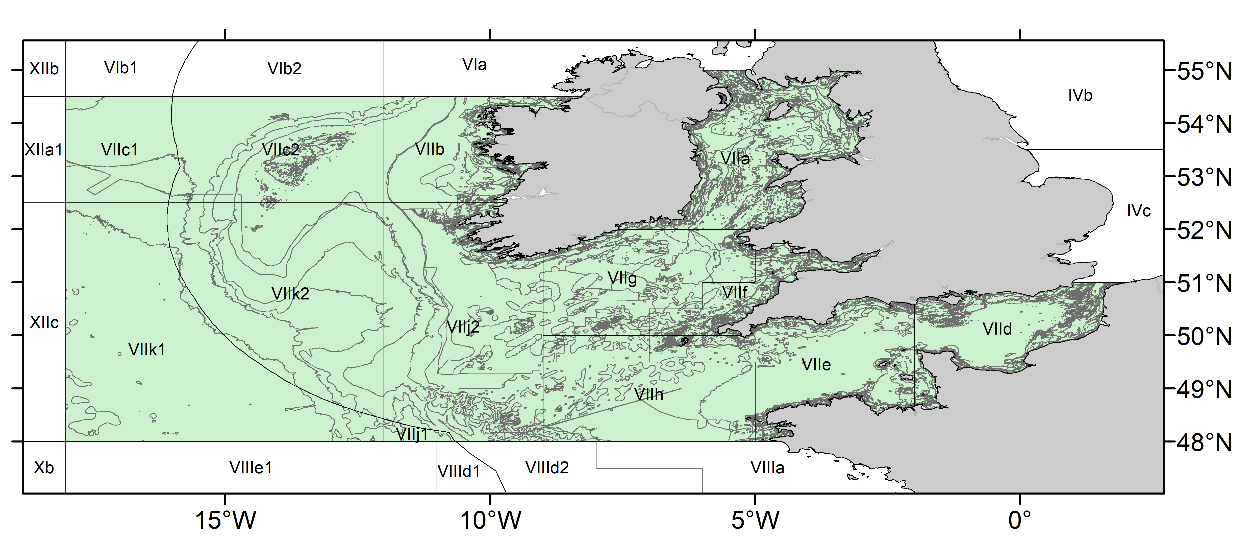 XIIb
VIb1
VIb2
VIa
55°N
IVb
54°N
XIIa1
VIIc1
VIIc2
VIIb
VIIa
53°N
IVc
52°N
VIIg
51°N
VIIk2
VIIf
XIIc
VIIj2
VIId
50°N
VIIk1
VIIe
49°N
VIIh
VIIj1
48°N
Xb
VIIIe1
VIIId1
VIIId2
VIIIa
15°W
10°W
5°W
0°